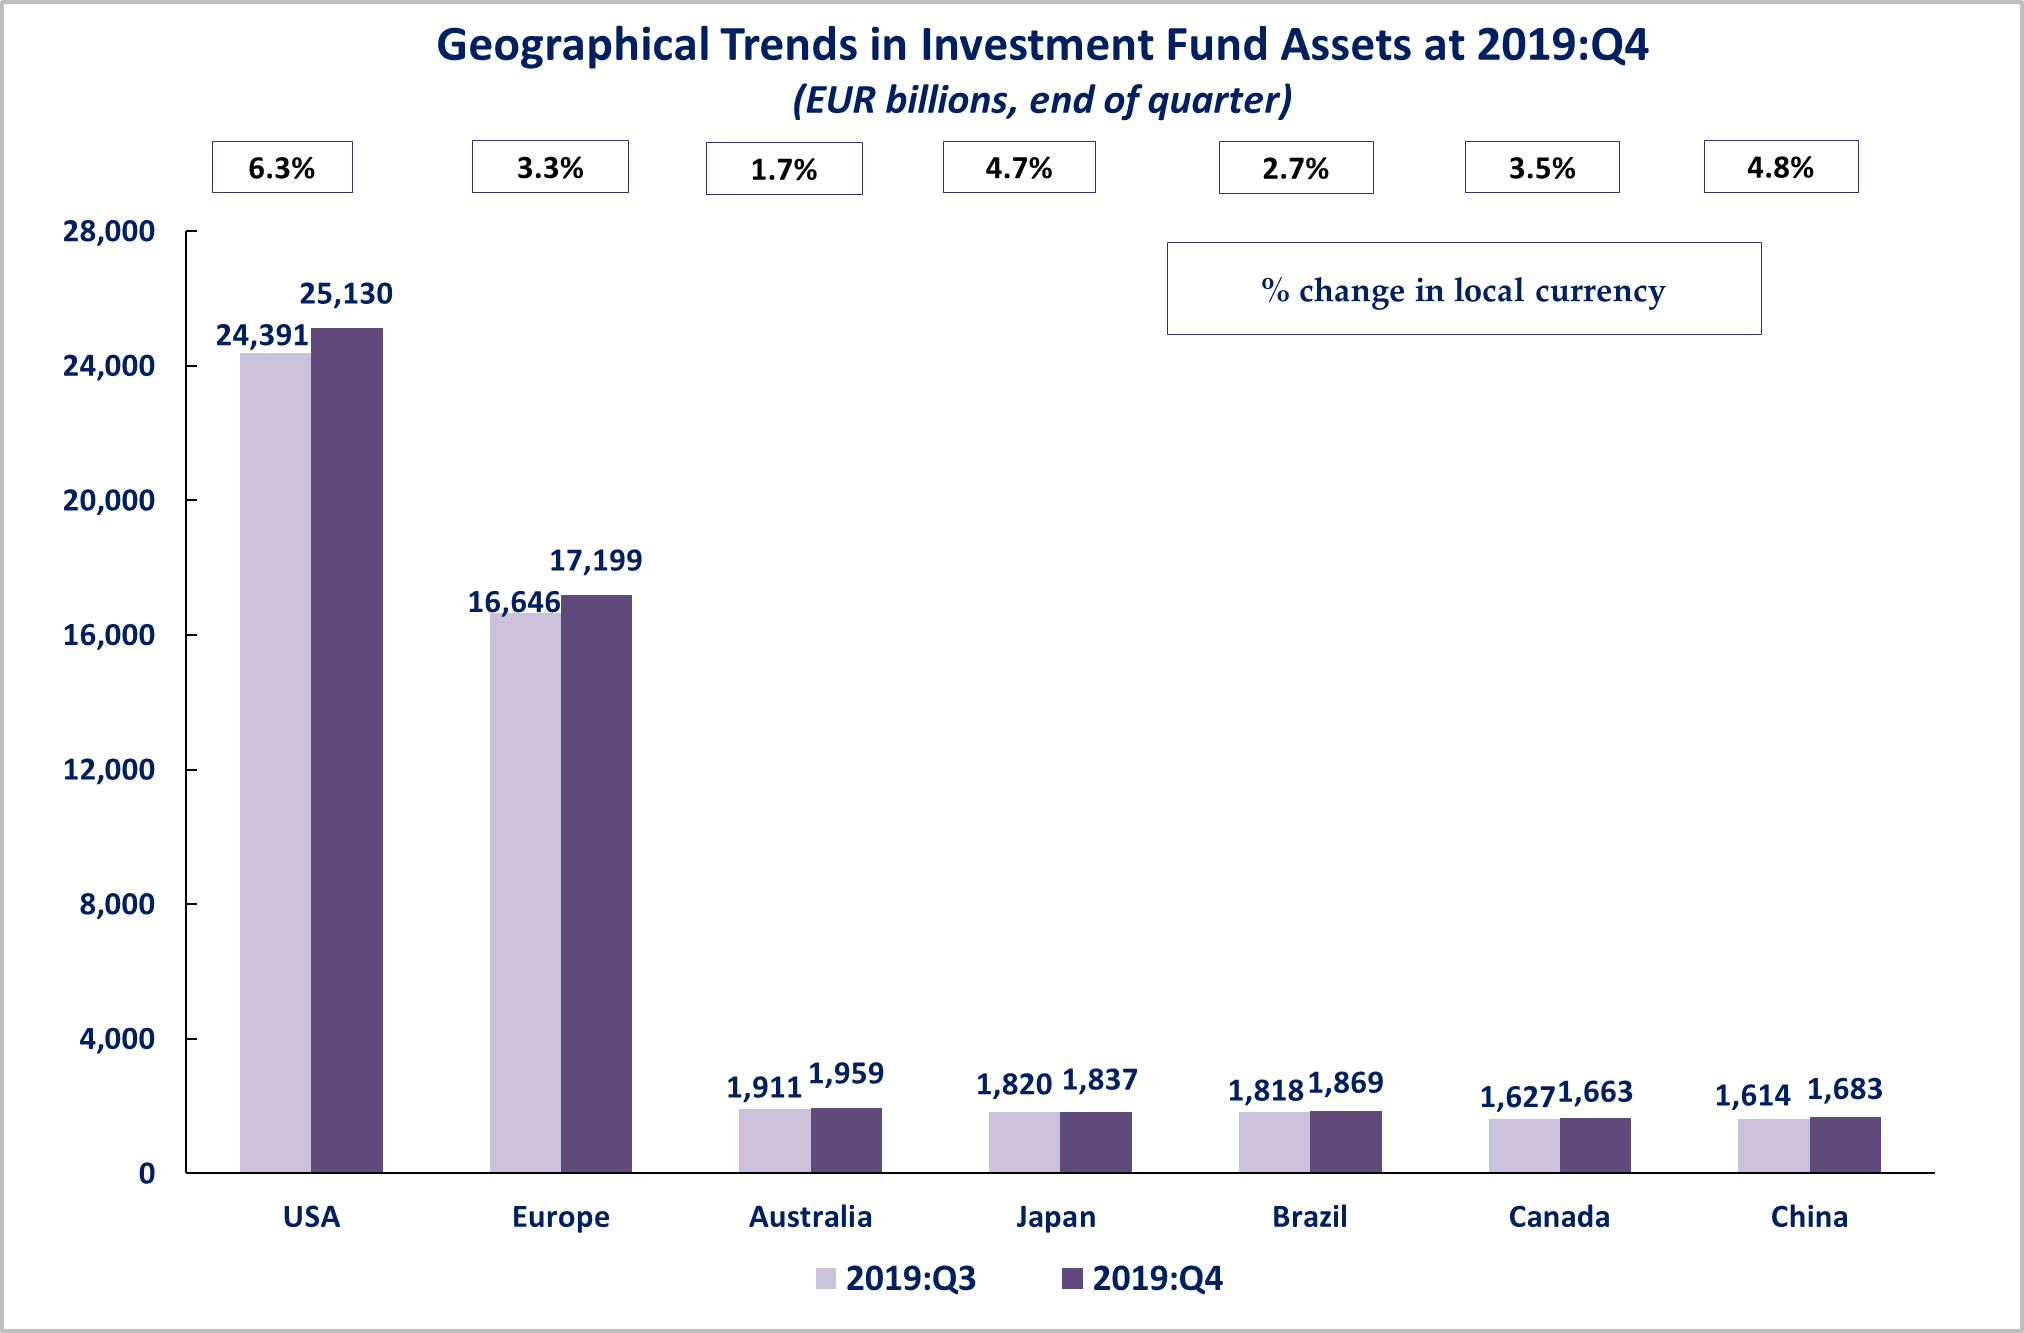 Geographical Trends in Investment Fund Assets at 2019:Q4
(EUR billions, end of quarter)
6.3% 3.3% 1.7% 4.7% 2.7% 3.5% 4.8%
% change in local currency
28,000
24,000
20,000
16,000
12,000
8,000
4,000
0
24,391 25,130
16,646 17,199
1,911 1,959
1,820 1,837
1,818 1,869
1,627 1,663
1,614 1,683
USA Europe Australia Japan Brazil Canada China
2019:Q3 2019:Q4